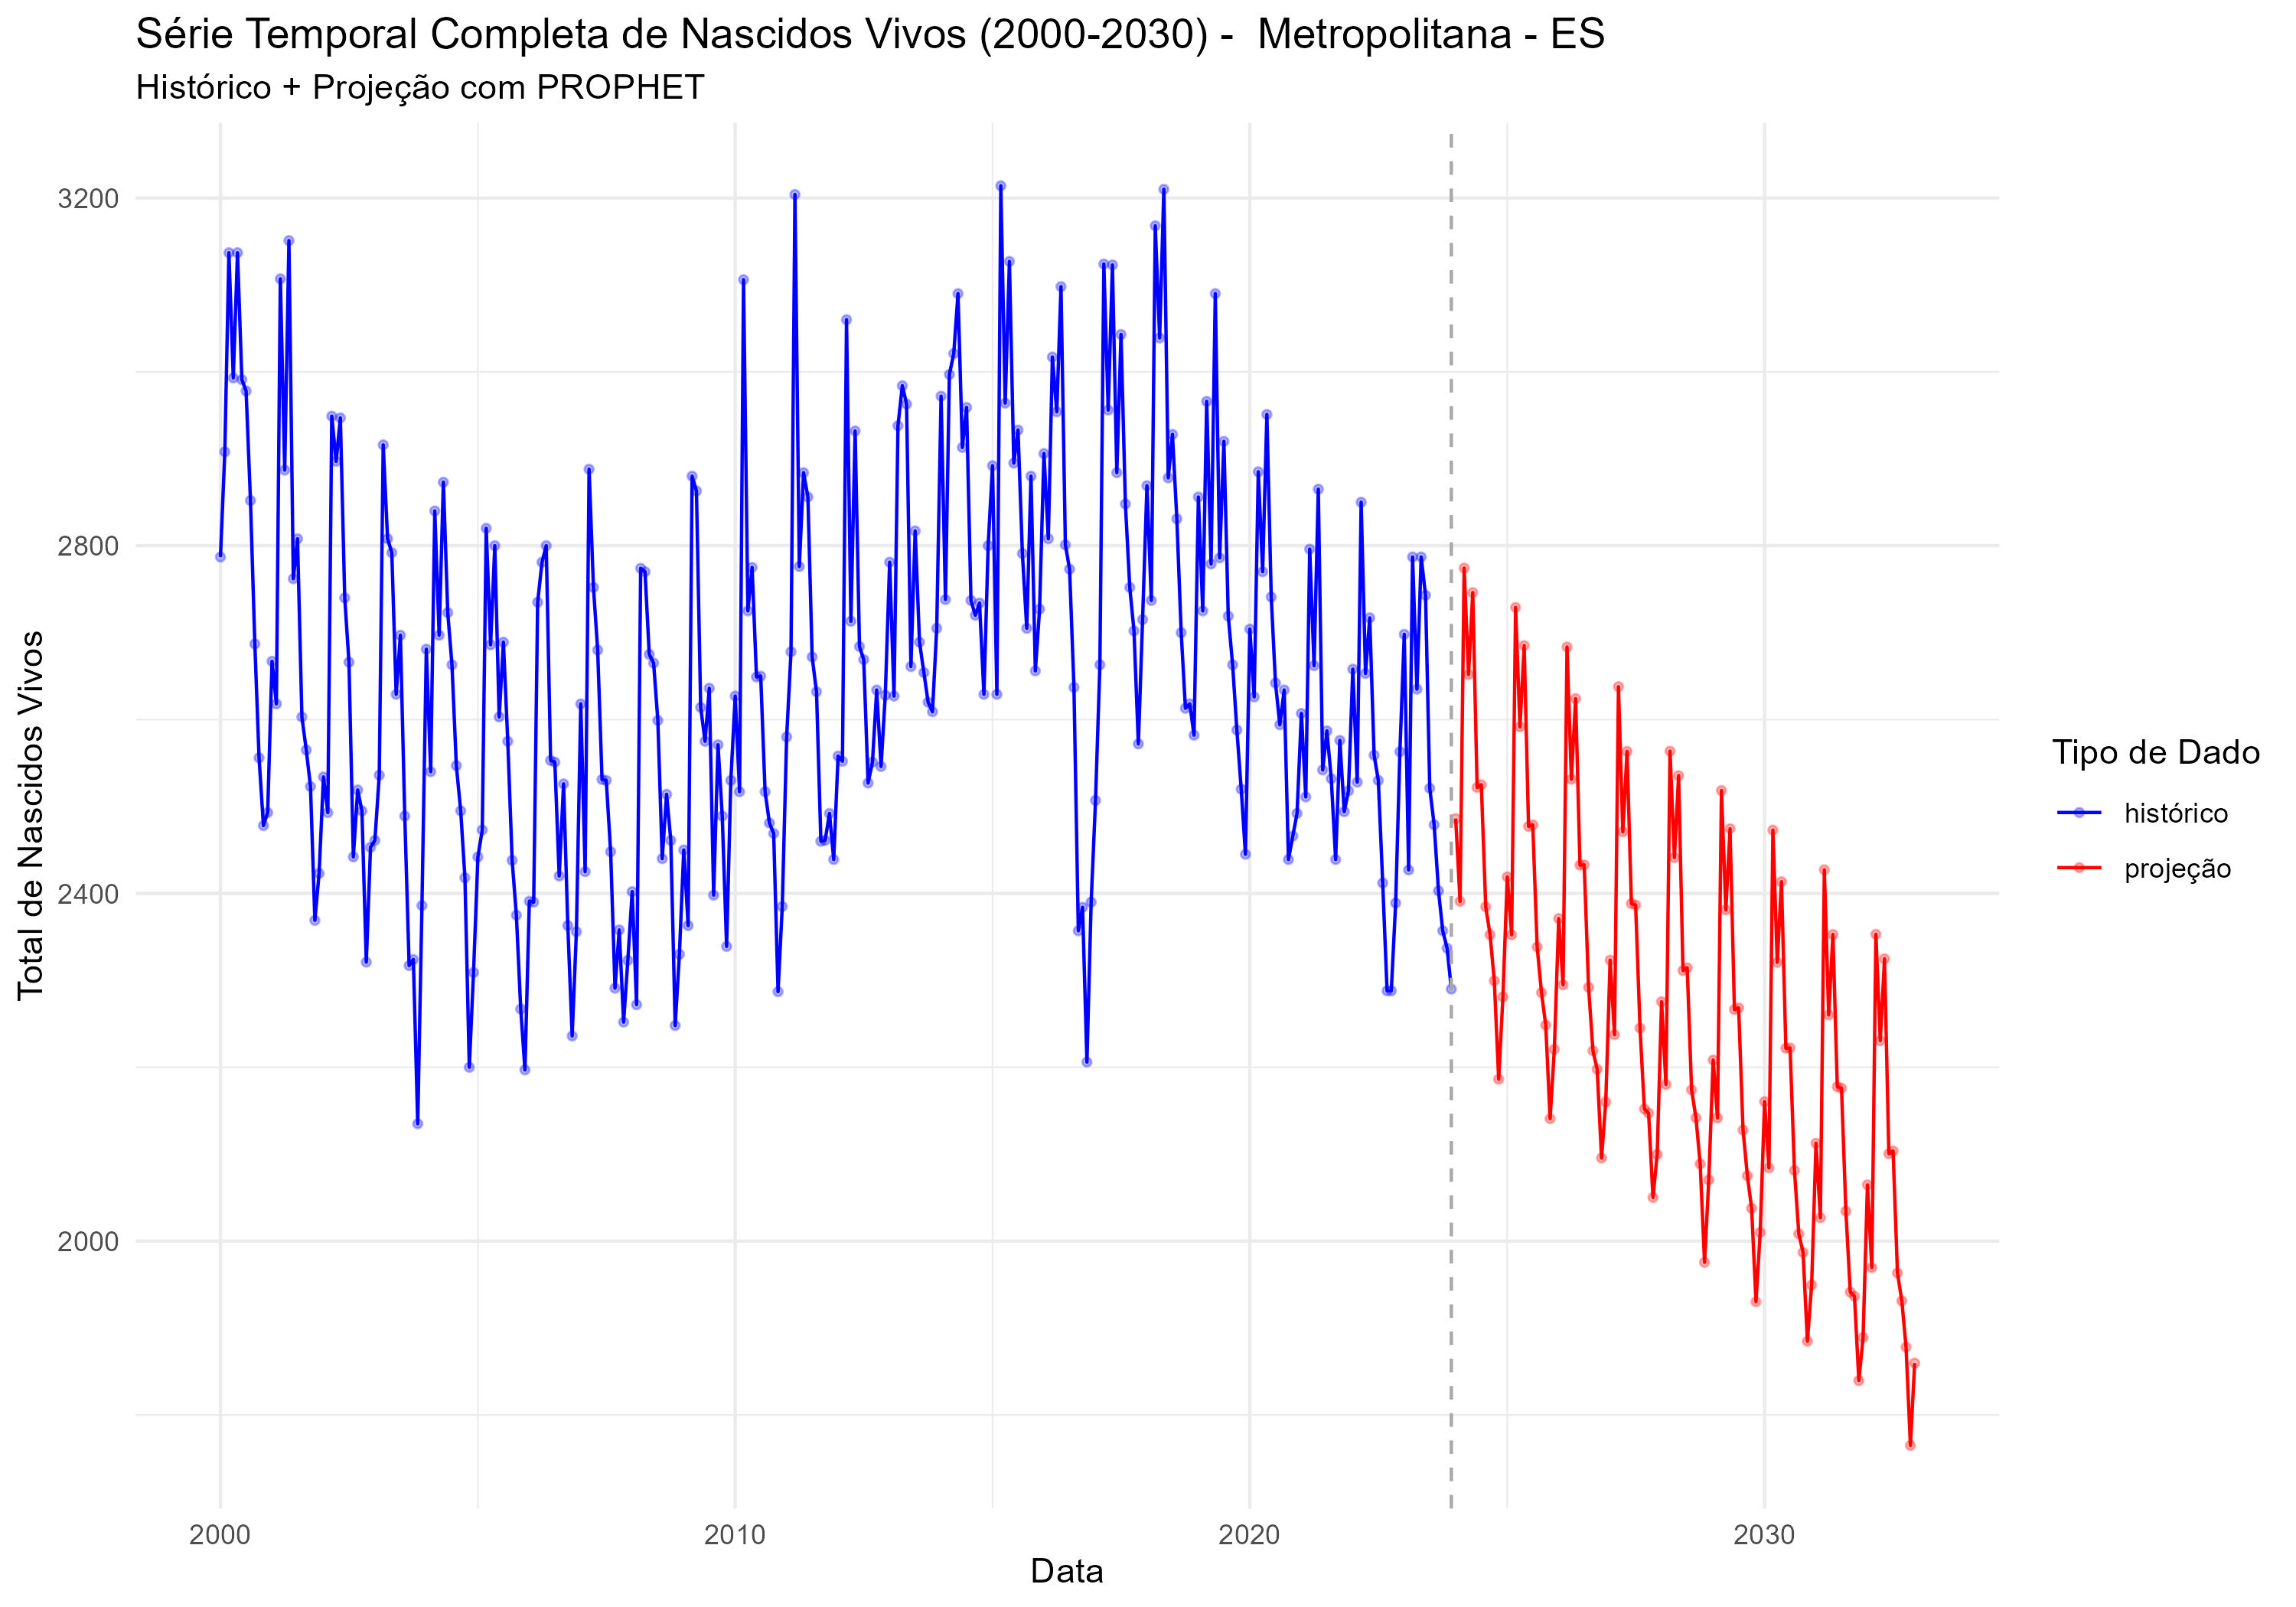 Série Temporal Completa de Nascidos Vivos (2000-2030) -  Metropolitana - ES
Histórico + Projeção com PROPHET
Total de Nascidos Vivos
3200
2800
2400
2000
2000
2010
2020
2030
Data
Tipo de Dado
histórico
projeção